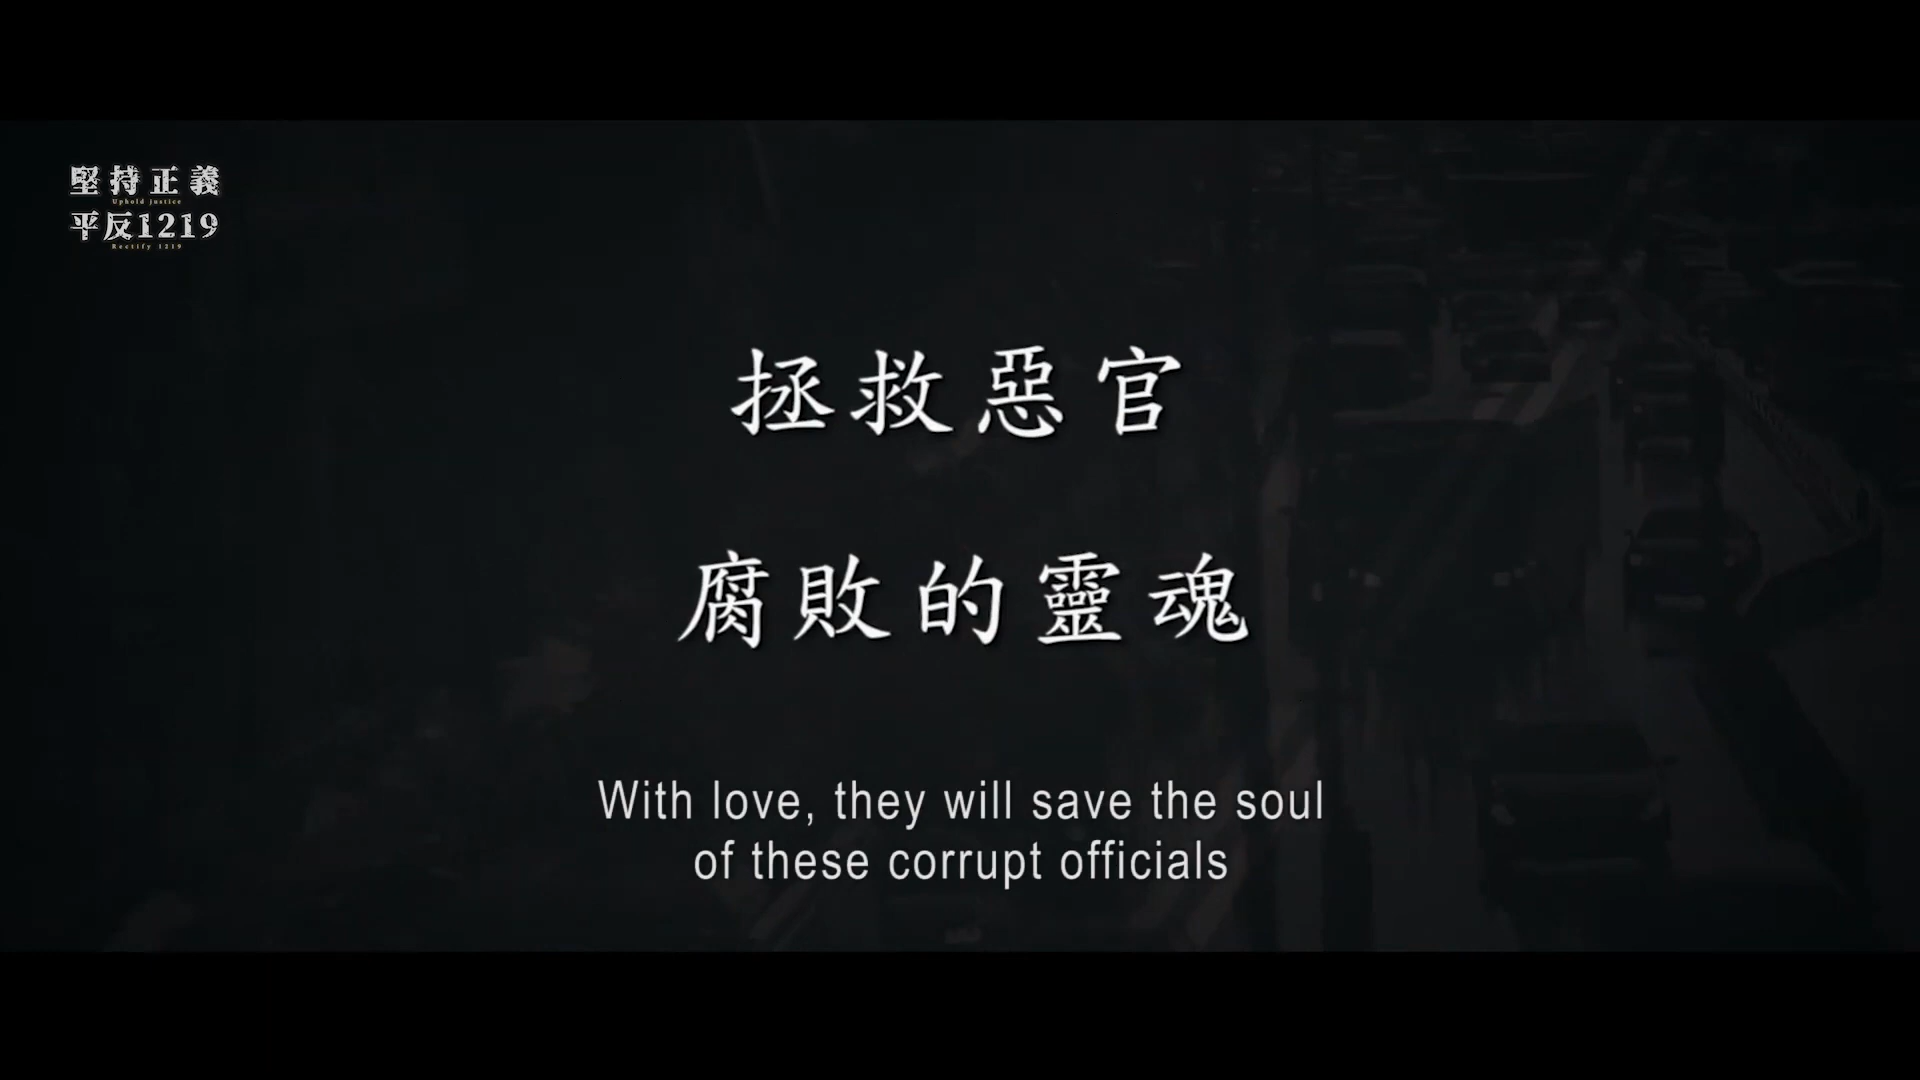 堅持正義
Uphold Justice
平反1219
Rectify 1219
拯救惡官
腐敗的靈魂
With love, they will save the soul
of these corrupt officials